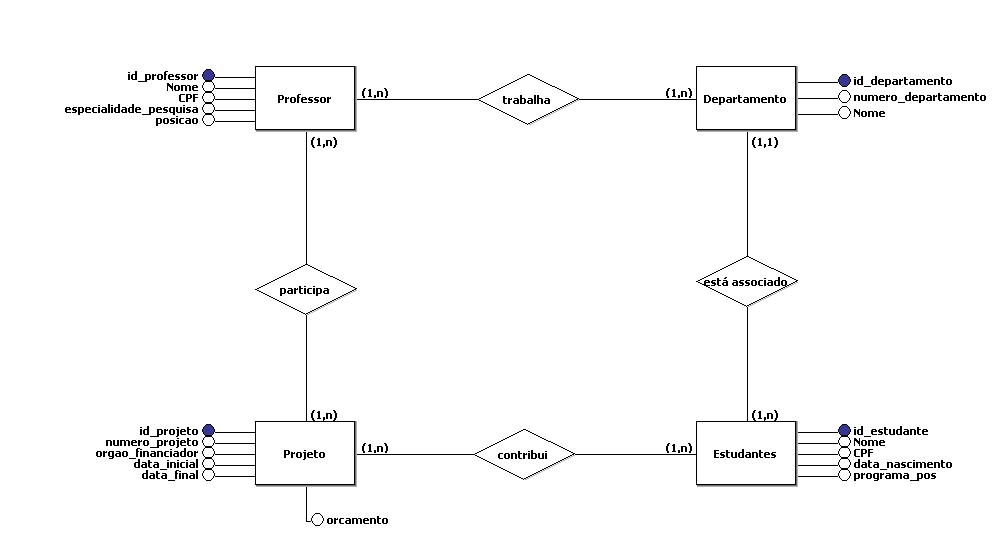 id_professor
Nome
CPF
especialidade_pesquisa
posicao
Professor
(1,n)
trabalha
(1,n)
Departamento
id_departamento
numero_departamento
Nome
(1,n)
(1,1)
participa
está associado
(1,n)
(1,n)
id_projeto
numero_projeto
orgao_financiador
data_inicial
data_final
Projeto
(1,n)
contribui
(1,n)
Estudantes
id_estudante
Nome
CPF
data_nascimento
programa_pos
orcamento